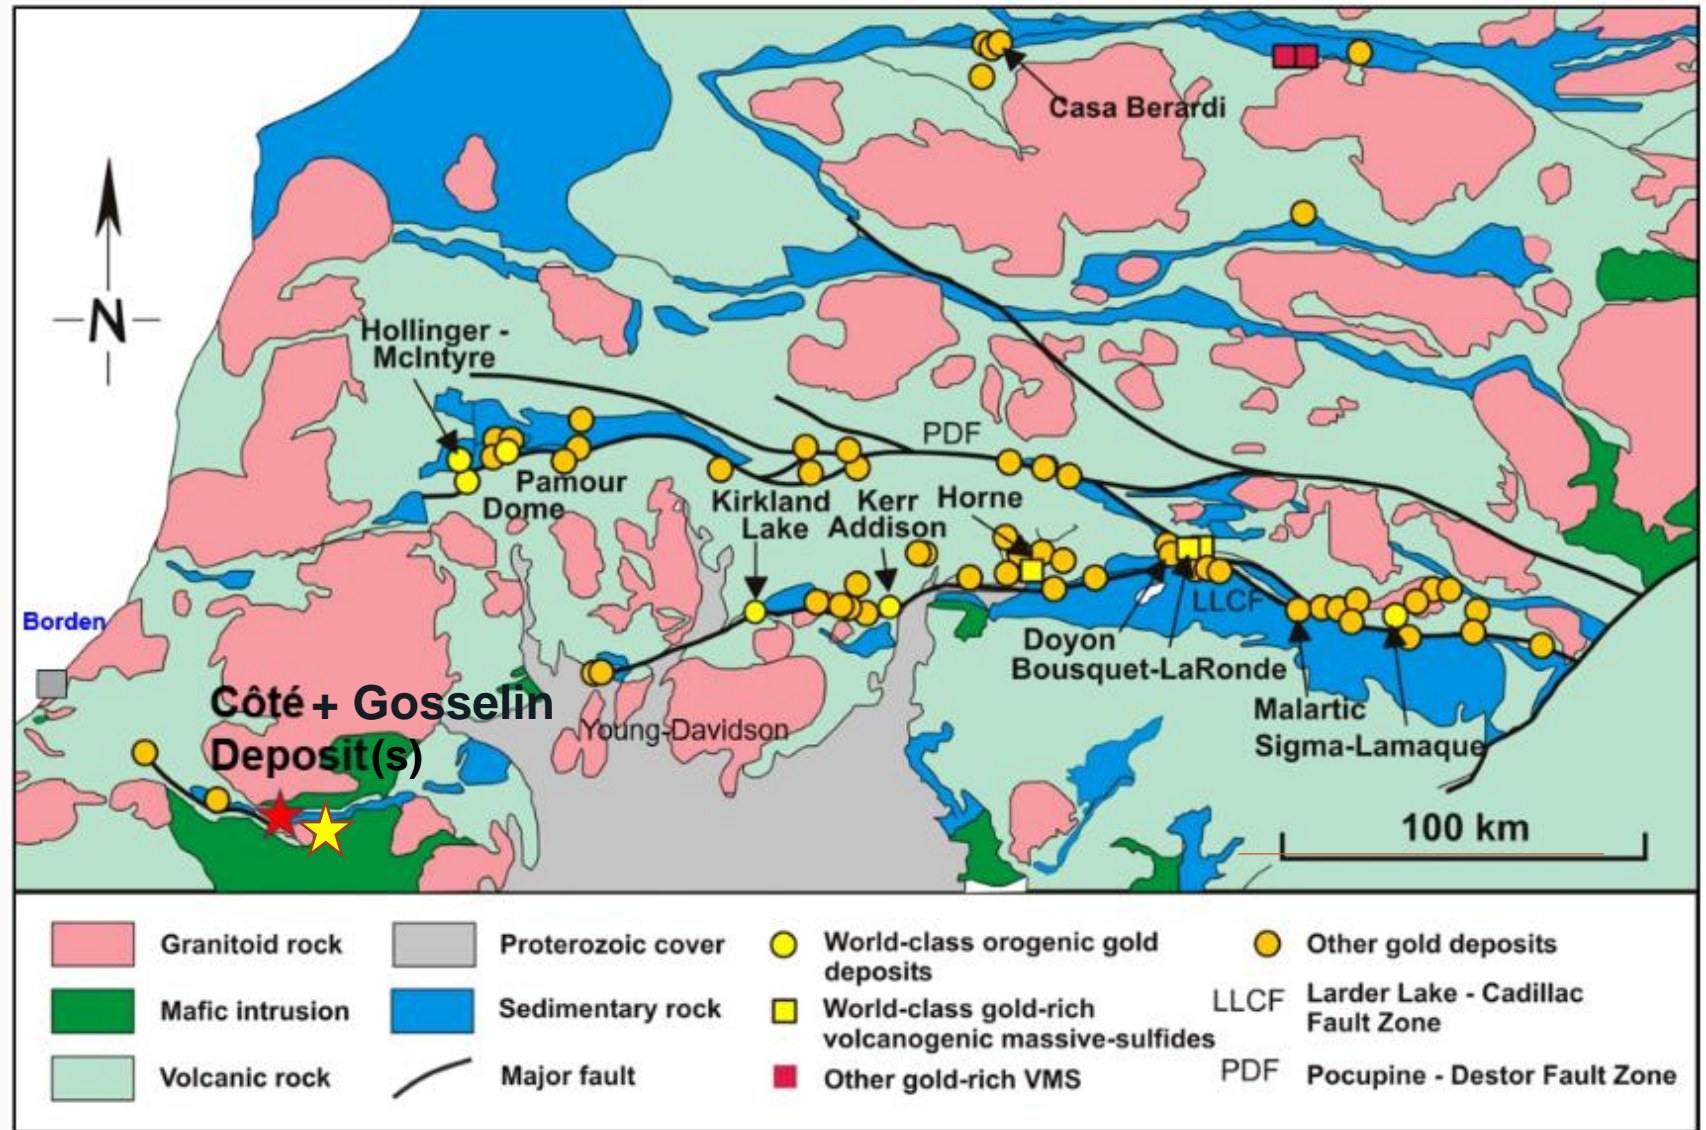 Casa Berardi
N
Hollinger -
McIntyre
PDF
Pamour
Dome
Kirkland
Lake
Kerr
Addison
Horne
LLCF
Borden
Doyon
Bousquet-LaRonde
Côté + Gosselin
Deposit(s)
Young-Davidson
Malartic
Sigma-Lamaque
100 km
Granitoid rock
Mafic intrusion
Volcanic rock
Proterozoic cover
Sedimentary rock
Major fault
World-class orogenic gold
deposits
World-class gold-rich
volcanogenic massive-sulfides
Other gold-rich VMS
Other gold deposits
LLCF Larder Lake - Cadillac
Fault Zone
PDF Pocupine - Destor Fault Zone